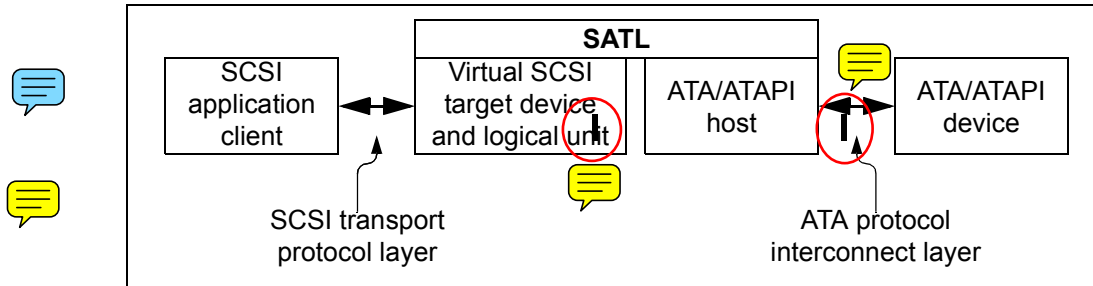 SATL
SCSI
application
client
Virtual SCSI
target device
and logical unit
ATA/ATAPI
host
ATA/ATAPI
device
SCSI transport
protocol layer
ATA protocol
interconnect layer